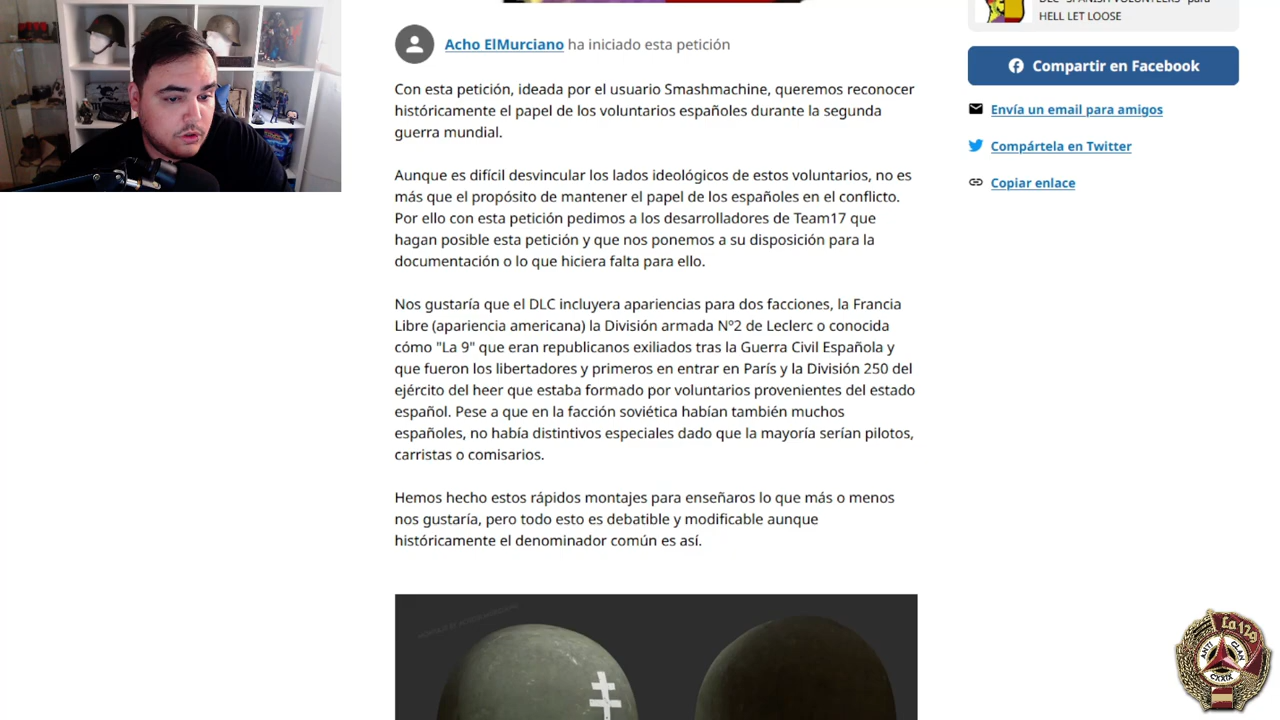 DLC "SPANISH VOLUNTEERS" para
HELL LET LOOSE
Acho ElMurciano ha iniciado esta petición
Compartir en Facebook
Con esta petición, ideada por el usuario Smashmachine, queremos reconocer
históricamente el papel de los voluntarios españoles durante la segunda
guerra mundial.
Envía un email para amigos
Compártela en Twitter
Copiar enlace
Aunque es difícil desvincular los lados ideológicos de estos voluntarios, no es
más que el propósito de mantener el papel de los españoles en el conflicto.
Por ello con esta petición pedimos a los desarrolladores de Team17 que
hagan posible esta petición y que nos ponemos a su disposición para la
documentación o lo que hiciera falta para ello.
Nos gustaría que el DLC incluyera apariencias para dos facciones, la Francia
Libre (apariencia americana) la División armada Nº2 de Leclerc o conocida
cómo "La 9" que eran republicanos exiliados tras la Guerra Civil Española y
que fueron los libertadores y primeros en entrar en París y la División 250 del
ejército del heer que estaba formado por voluntarios provenientes del estado
español. Pese a que en la facción soviética habían también muchos
españoles, no había distintivos especiales dado que la mayoría serían pilotos,
carristas o comisarios.
Hemos hecho estos rápidos montajes para enseñaros lo que más o menos
nos gustaría, pero todo esto es debatible y modificable aunque
históricamente el denominador común es así.
La 129
ANTI CLAN
CXXIX